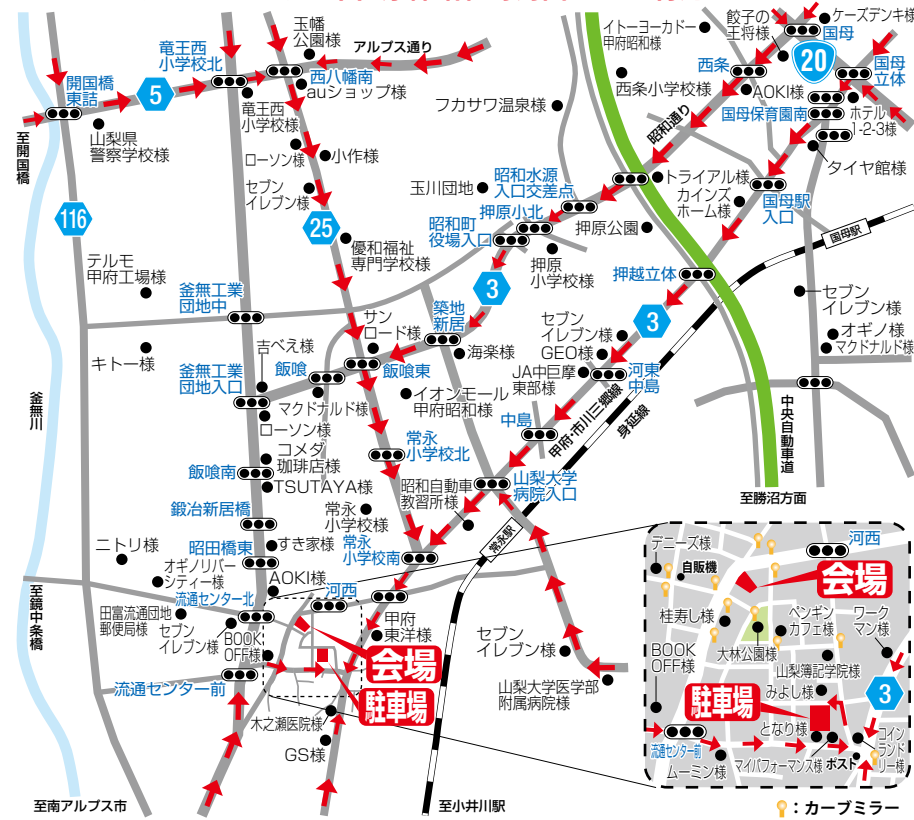 玉幡
公園様
アルプス通り
竜王西
小学校北
西八幡南
auショップ様
開国橋
東詰
5
竜王西
小学校様
山梨県
警察学校様
至開国橋
ローソン様
小作様
セブン
イレブン様
116
25
優和福祉
専門学校様
テルモ
甲府工場様
釜無工業
団地中
キトー様
吉べえ様
サン
ロード様
釜無工業
団地入口
飯喰
飯喰東
マクドナルド様
ローソン様
釜無川
コメダ
珈琲店様
飯喰南
TSUTAYA様
鍛冶新居橋
常永
小学校北
常永
小学校様
常永
小学校南
ニトリ様
昭田橋東
すき家様
オギノリバー
シティー様
AOKI様
至鏡中条橋
流通センター北
田富流通団地
郵便局様
セブン
イレブン様
BOOK
OFF様
河西
甲府
東洋様
会場
駐車場
流通センター前
木之瀬医院様
GS様
至南アルプス市
至小井川駅
イトーヨーカドー
甲府昭和様
餃子の
王将様
ケーズデンキ様
国母
20
西条
国母
立体
西条小学校様
AOKI様
国母保育園南
ホテル
1-2-3様
フカサワ温泉様
昭和通り
タイヤ館様
昭和水源
入口交差点
トライアル様
カインズ
ホーム様
国母駅
入口
玉川団地
押原小北
昭和町
役場入口
押原公園
国母駅
押原
小学校様
押越立体
3
3
築地
新居
セブン
イレブン様
GEO様
海楽様
セブン
イレブン様
オギノ様
マクドナルド様
JA中巨摩
東部様
河東
中島
イオンモール
甲府昭和様
中島
甲府・市川三郷線
身延線
中央自動車道
昭和自動車
教習所様
山梨大学
病院入口
至勝沼方面
常永駅
セブン
イレブン様
山梨大学医学部
附属病院様
デニーズ様
河西
自販機
会場
桂寿し様
ペンギン
カフェ様
ワーク
マン様
BOOK
OFF様
大林公園様
山梨簿記学院様
みよし様
3
駐車場
となり様
流通センター前
コイン
ランド
リー様
マイパフォーマンス様
ポスト
ムーミン様
：カーブミラー